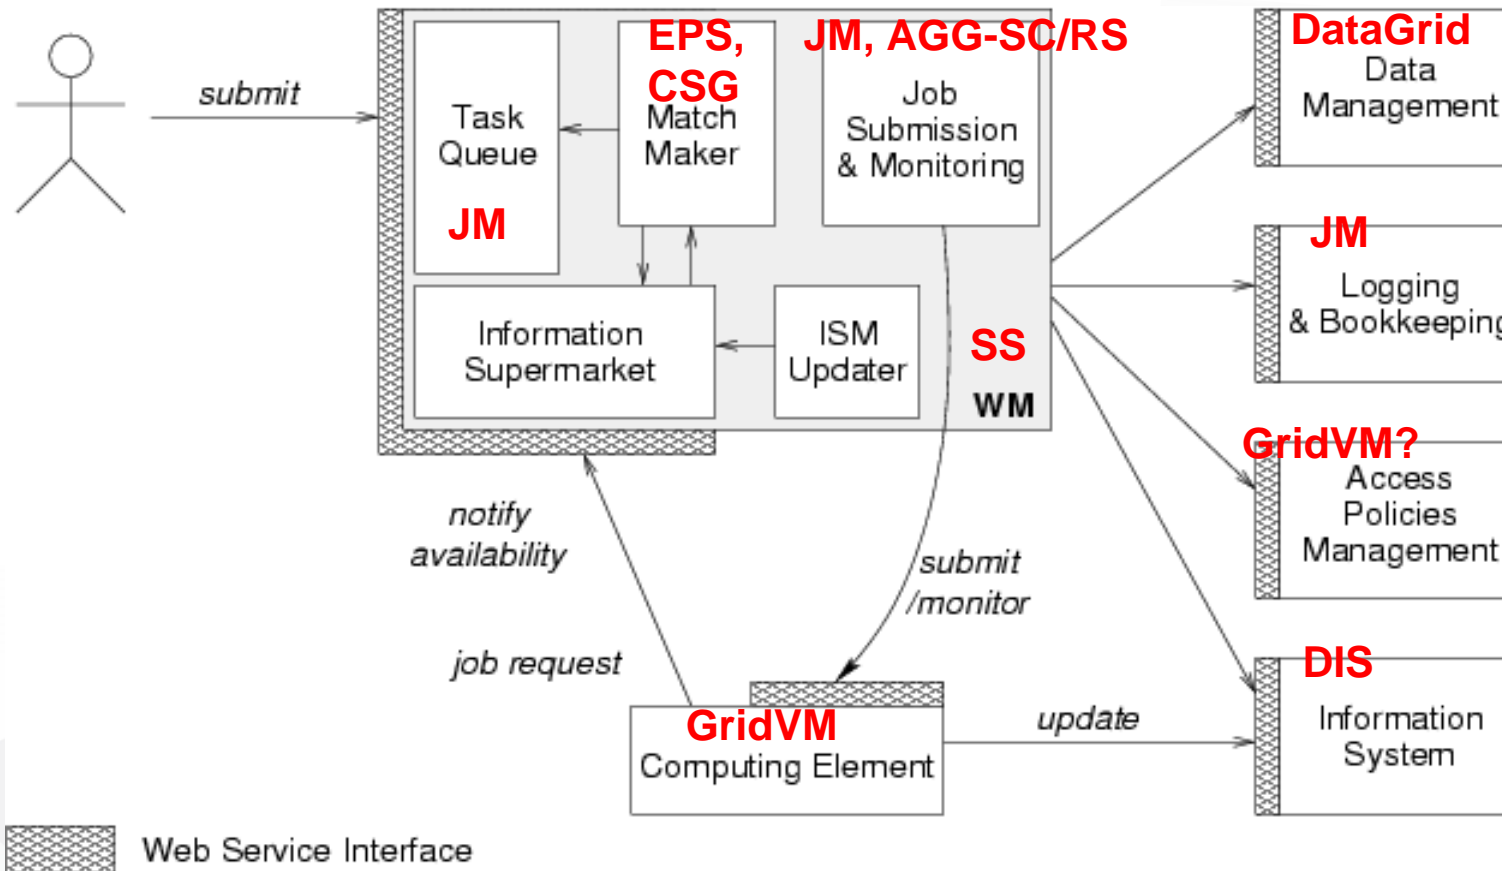 submit
Task
Queue
JM
EPS,
CSG
Match
Maker
JM, AGG-SC/RS
Job
Submission
& Monitoring
Information
Supermarket
ISM
Updater
SS
WM
DataGrid
Data
Management
JM
Logging
& Bookkeeping
GridVM?
Access
Policies
Management
DIS
Information
System
notify
availability
job request
submit
/monitor
update
GridVM
Computing Element
Web Service Interface